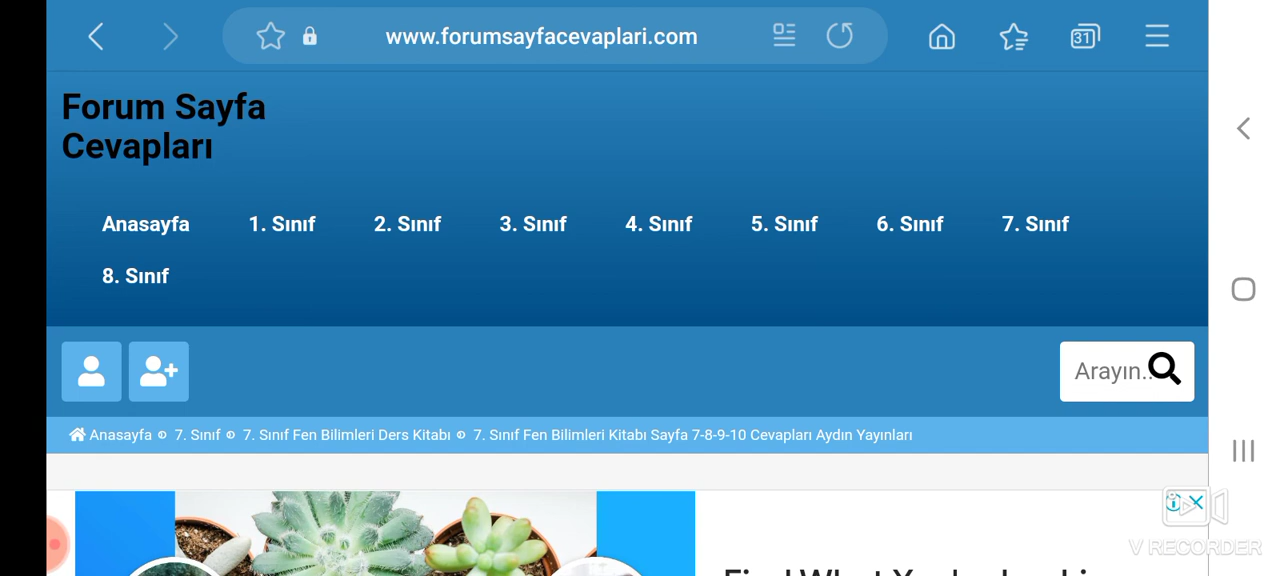 www.forumsayfacevaplari.com
31
Forum Sayfa
Cevapları
Anasayfa 1. Sınıf 2. Sınıf 3. Sınıf 4. Sınıf 5. Sınıf 6. Sınıf 7. Sınıf
8. Sınıf
Arayın..
Anasayfa 7. Sınıf 7. Sınıf Fen Bilimleri Ders Kitabı 7. Sınıf Fen Bilimleri Kitabı Sayfa 7-8-9-10 Cevapları Aydın Yayınları
V RECORDER